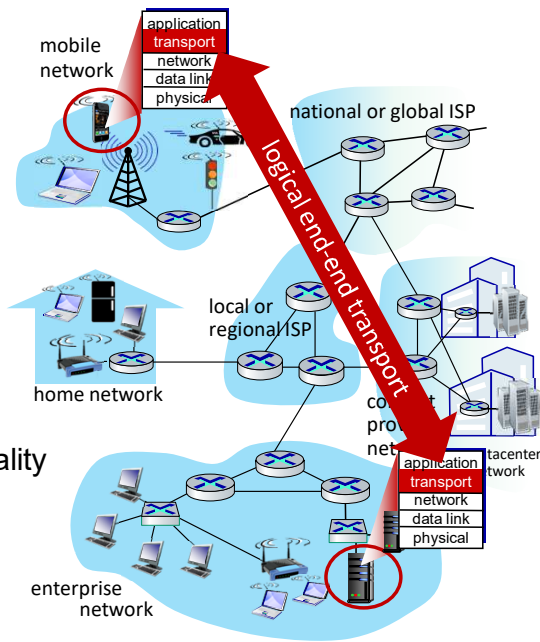 application
transport
network
data link
physical
mobile
network
national or global ISP
logical end-end transport
local or
regional ISP
home network
ality
application
transport
network
data link
physical
enterprise
network